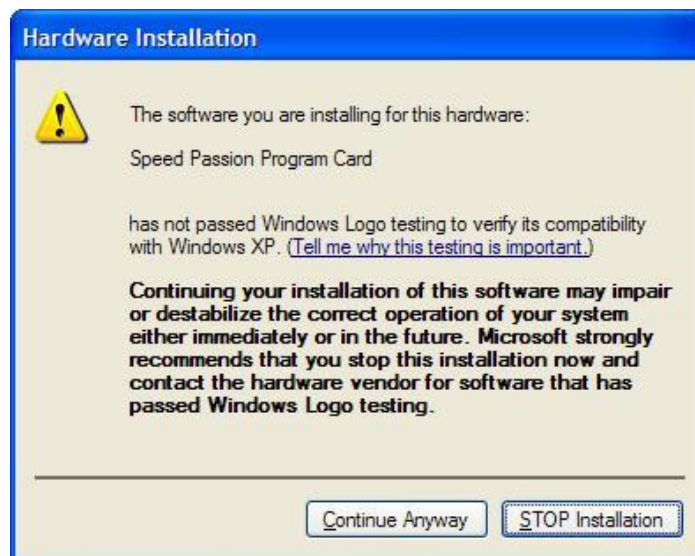 Hardware Installation
The software you are installing for this hardware:
Speed Passion Program Card
has not passed Windows Logo testing to verify its compatibility
with Windows XP. (Tell me why this testing is important.)
Continuing your installation of this software may impair
or destabilize the correct operation of your system
either immediately or in the future. Microsoft strongly
recommends that you stop this installation now and
contact the hardware vendor for software that has
passed Windows Logo testing.
Continue Anyway
STOP Installation